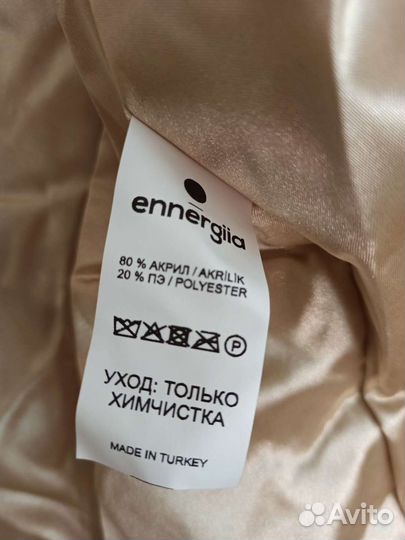 ennergiia
80 % АКРИЛ / AKRİLİK
20 % ПЭ / POLYESTER
P
УХОД: ТОЛЬКО
ХИМЧИСТКА
MADE IN TURKEY
Avito